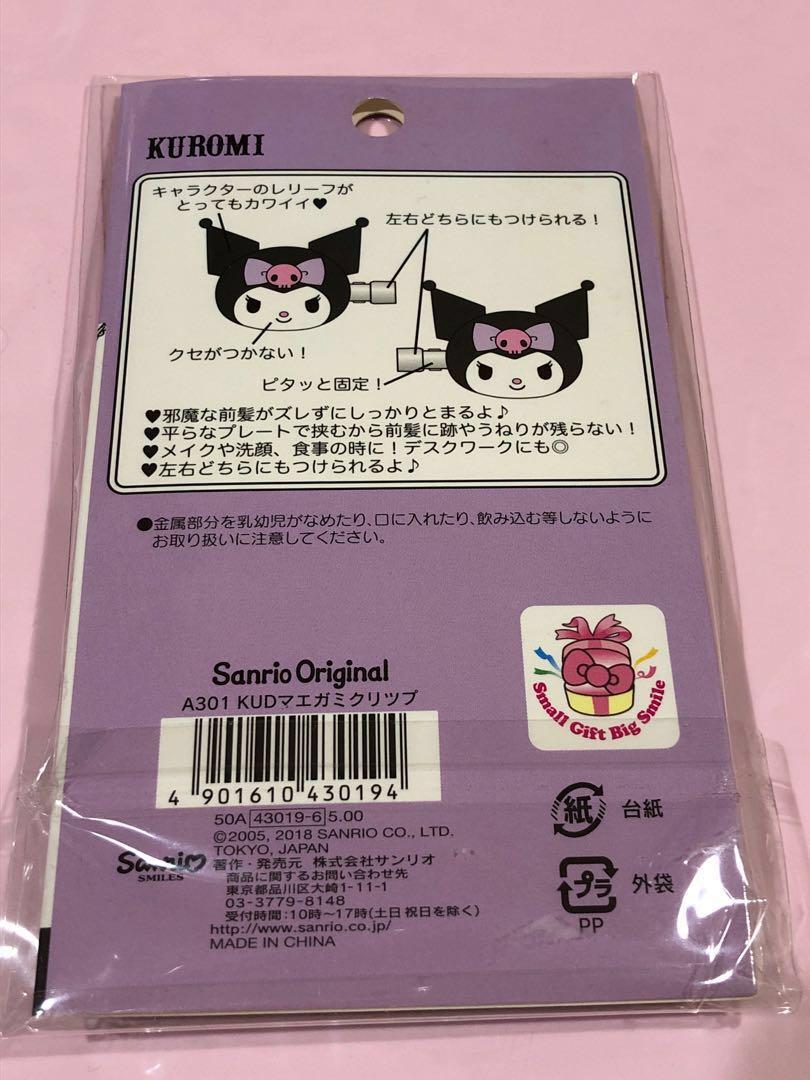 KUROMI
キャラクターのレリーフが
とってもカワイイ♥
左右どちらにもつけられる！
クセがつかない！
ピタッと固定！
♥邪魔な前髪がズレずにしっかりとまるよ♪
♥平らなプレートで挟むから前髪に跡やうねりが残らない！
♥メイクや洗顔、食事の時に！デスクワークにも◎
♥左右どちらにもつけられるよ♪
●金属部分を乳幼児がなめたり、口に入れたり、飲み込む等しないように
お取り扱いに注意してください。
Sanrio Original
A301 KUDマエガミクリツプ
4 901610 430194
50A 43019-6 5.00
©2005, 2018 SANRIO CO., LTD.
TOKYO, JAPAN
Sanrio
SMILES
著作・発売元 株式会社サンリオ
商品に関するお問い合わせ先
東京都品川区大崎1-11-1
03-3779-8148
受付時間:10時～17時(土日祝日を除く)
http://www.sanrio.co.jp/
MADE IN CHINA
Small Gift Big Smile
紙 台紙
プラ 外袋
PP